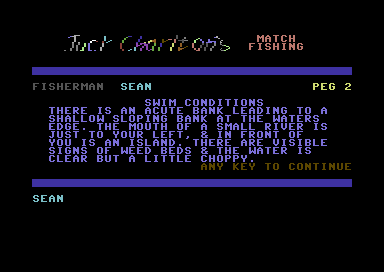 Jack Charlton's
MATCH
FISHING
FISHERMAN SEAN PEG 2
SWIM CONDITIONS
THERE IS AN ACUTE BANK LEADING TO A
SHALLOW SLOPING BANK AT THE WATERS
EDGE. THE MOUTH OF A SMALL RIVER IS
JUST TO YOUR LEFT, & IN FRONT OF
YOU IS AN ISLAND. THERE ARE VISIBLE
SIGNS OF WEED BEDS & THE WATER IS
CLEAR BUT A LITTLE CHOPPY.
ANY KEY TO CONTINUE
SEAN